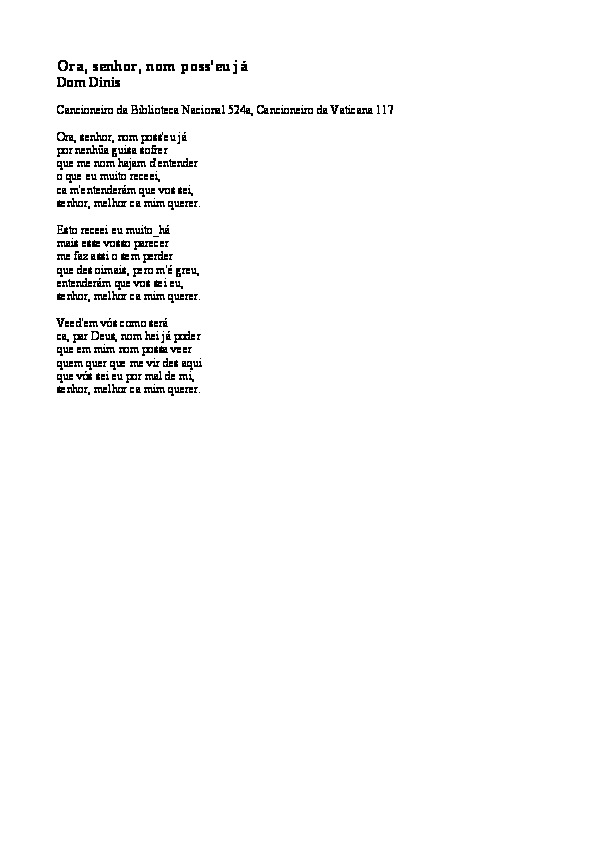 Ora, senhor, nom poss'eu já
Dom Dinis
Cancioneiro da Biblioteca Nacional 524a, Cancioneiro da Vaticana 117
Ora, senhor, nom poss'eu já
por nenhũa guisa sofrer
que me nom hajam d'entender
o que eu muito receei,
ca m'entenderám que vos sei,
senhor, melhor ca mim querer.
Esto receei eu muito_há
mais esse vosso parecer
me faz assi o sem perder
que des oimais, pero m'é greu,
entenderám que vos sei eu,
senhor, melhor ca mim querer.
Veed'em vós como será
ca, par Deus, nom hei já poder
que em mim nom possa veer
quem quer que me vir des aqui
que vós sei eu por mal de mi,
senhor, melhor ca mim querer.